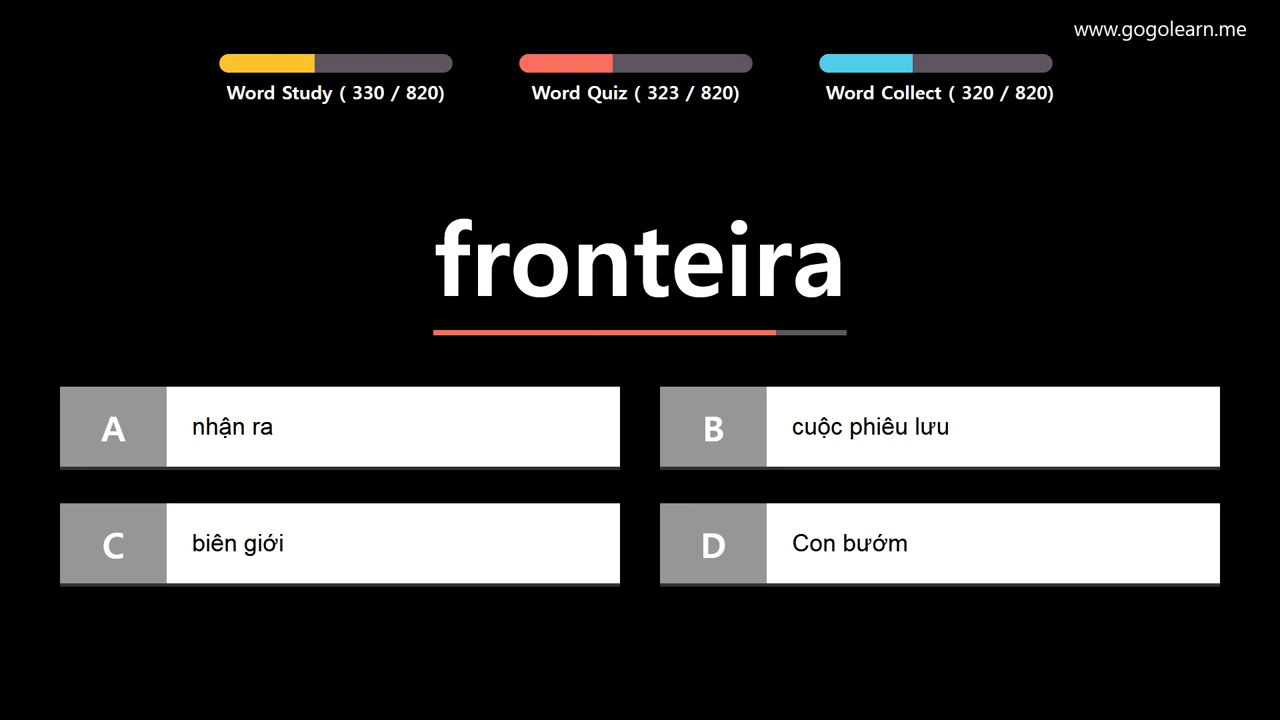 www.gogolearn.me
Word Study ( 330 / 820)
Word Quiz ( 323 / 820)
Word Collect ( 320 / 820)
fronteira
A
nhận ra
B
cuộc phiêu lưu
C
biên giới
D
Con bướm